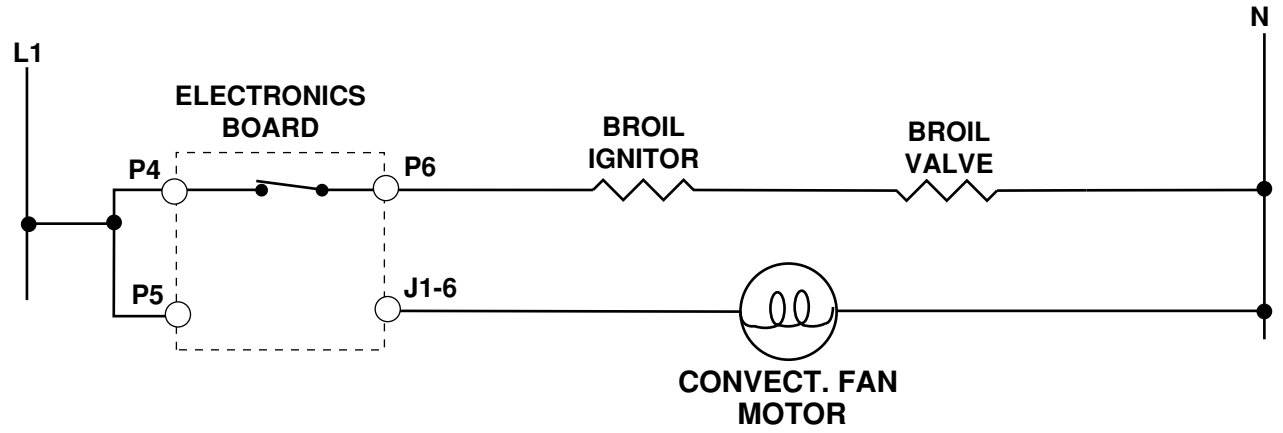 N
L1
ELECTRONICS
BOARD
BROIL
IGNITOR
BROIL
VALVE
P4
P6
P5
J1-6
CONVECT. FAN
MOTOR